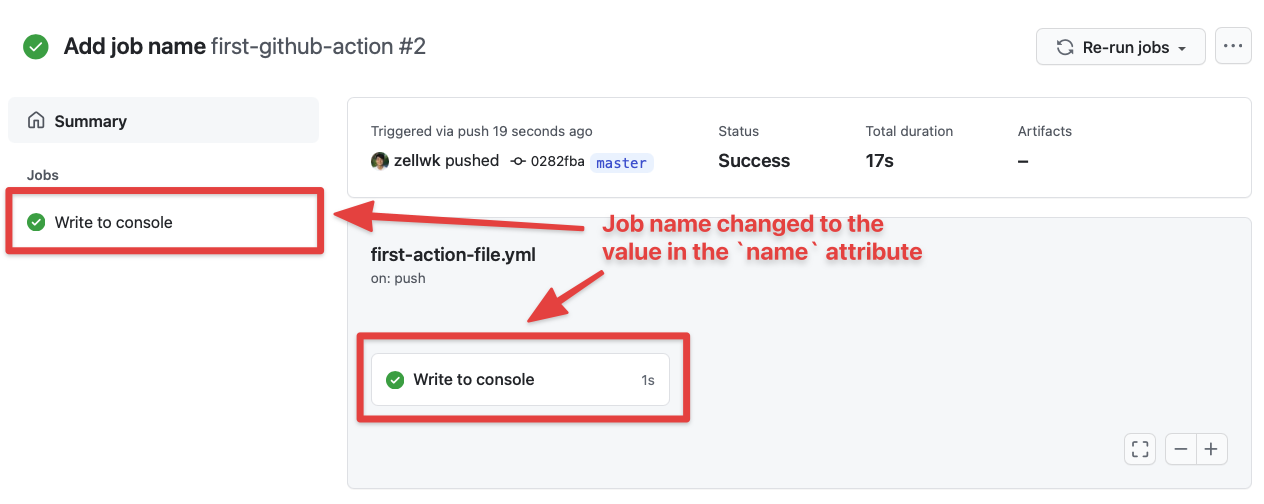 Add job name first-github-action #2
Re-run jobs
Summary
Jobs
Write to console
Triggered via push 19 seconds ago
zellwk pushed 0282fba master
Status
Success
Total duration
17s
Artifacts
–
Job name changed to the
value in the `name` attribute
first-action-file.yml
on: push
Write to console 1s